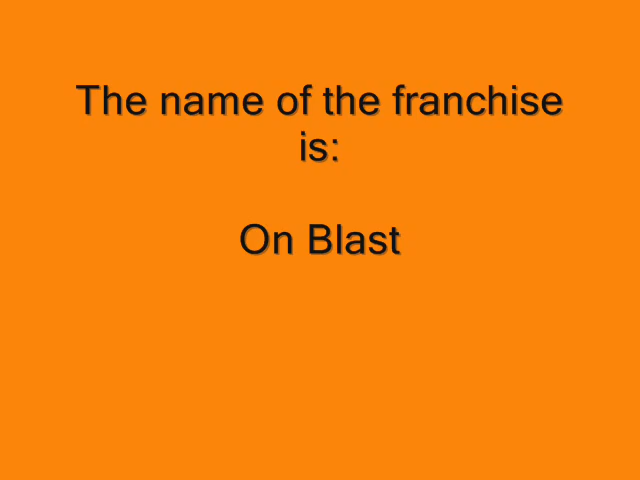 The name of the franchise
is:
On Blast